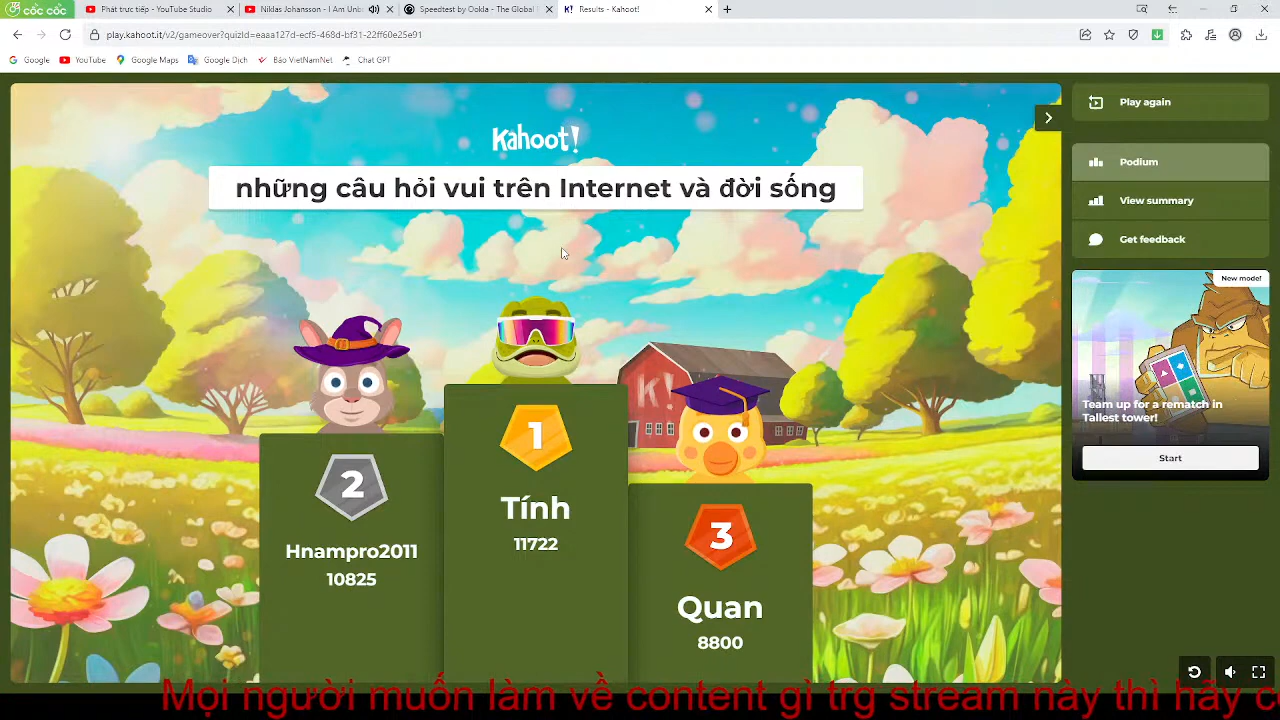 cốc cốc
Phát trực tiếp - YouTube Studio
Niklas Johansson - I Am Unb
Speedtest by Ookla - The Global
K! Results - Kahoot!
play.kahoot.it/v2/gameover?quizId=eaaa127d-ecf5-468d-bf31-22ff60e25e91
Google
YouTube
Google Maps
Google Dịch
Báo VietNamNet
Chat GPT
Kahoot!
những câu hỏi vui trên Internet và đời sống
K!
1
Tính
11722
2
Hnampro2011
10825
3
Quan
8800
Play again
Podium
View summary
Get feedback
New mode!
Team up for a rematch in
Tallest tower!
Start
Mọi người muốn làm về content gì trg stream này thì hãy c